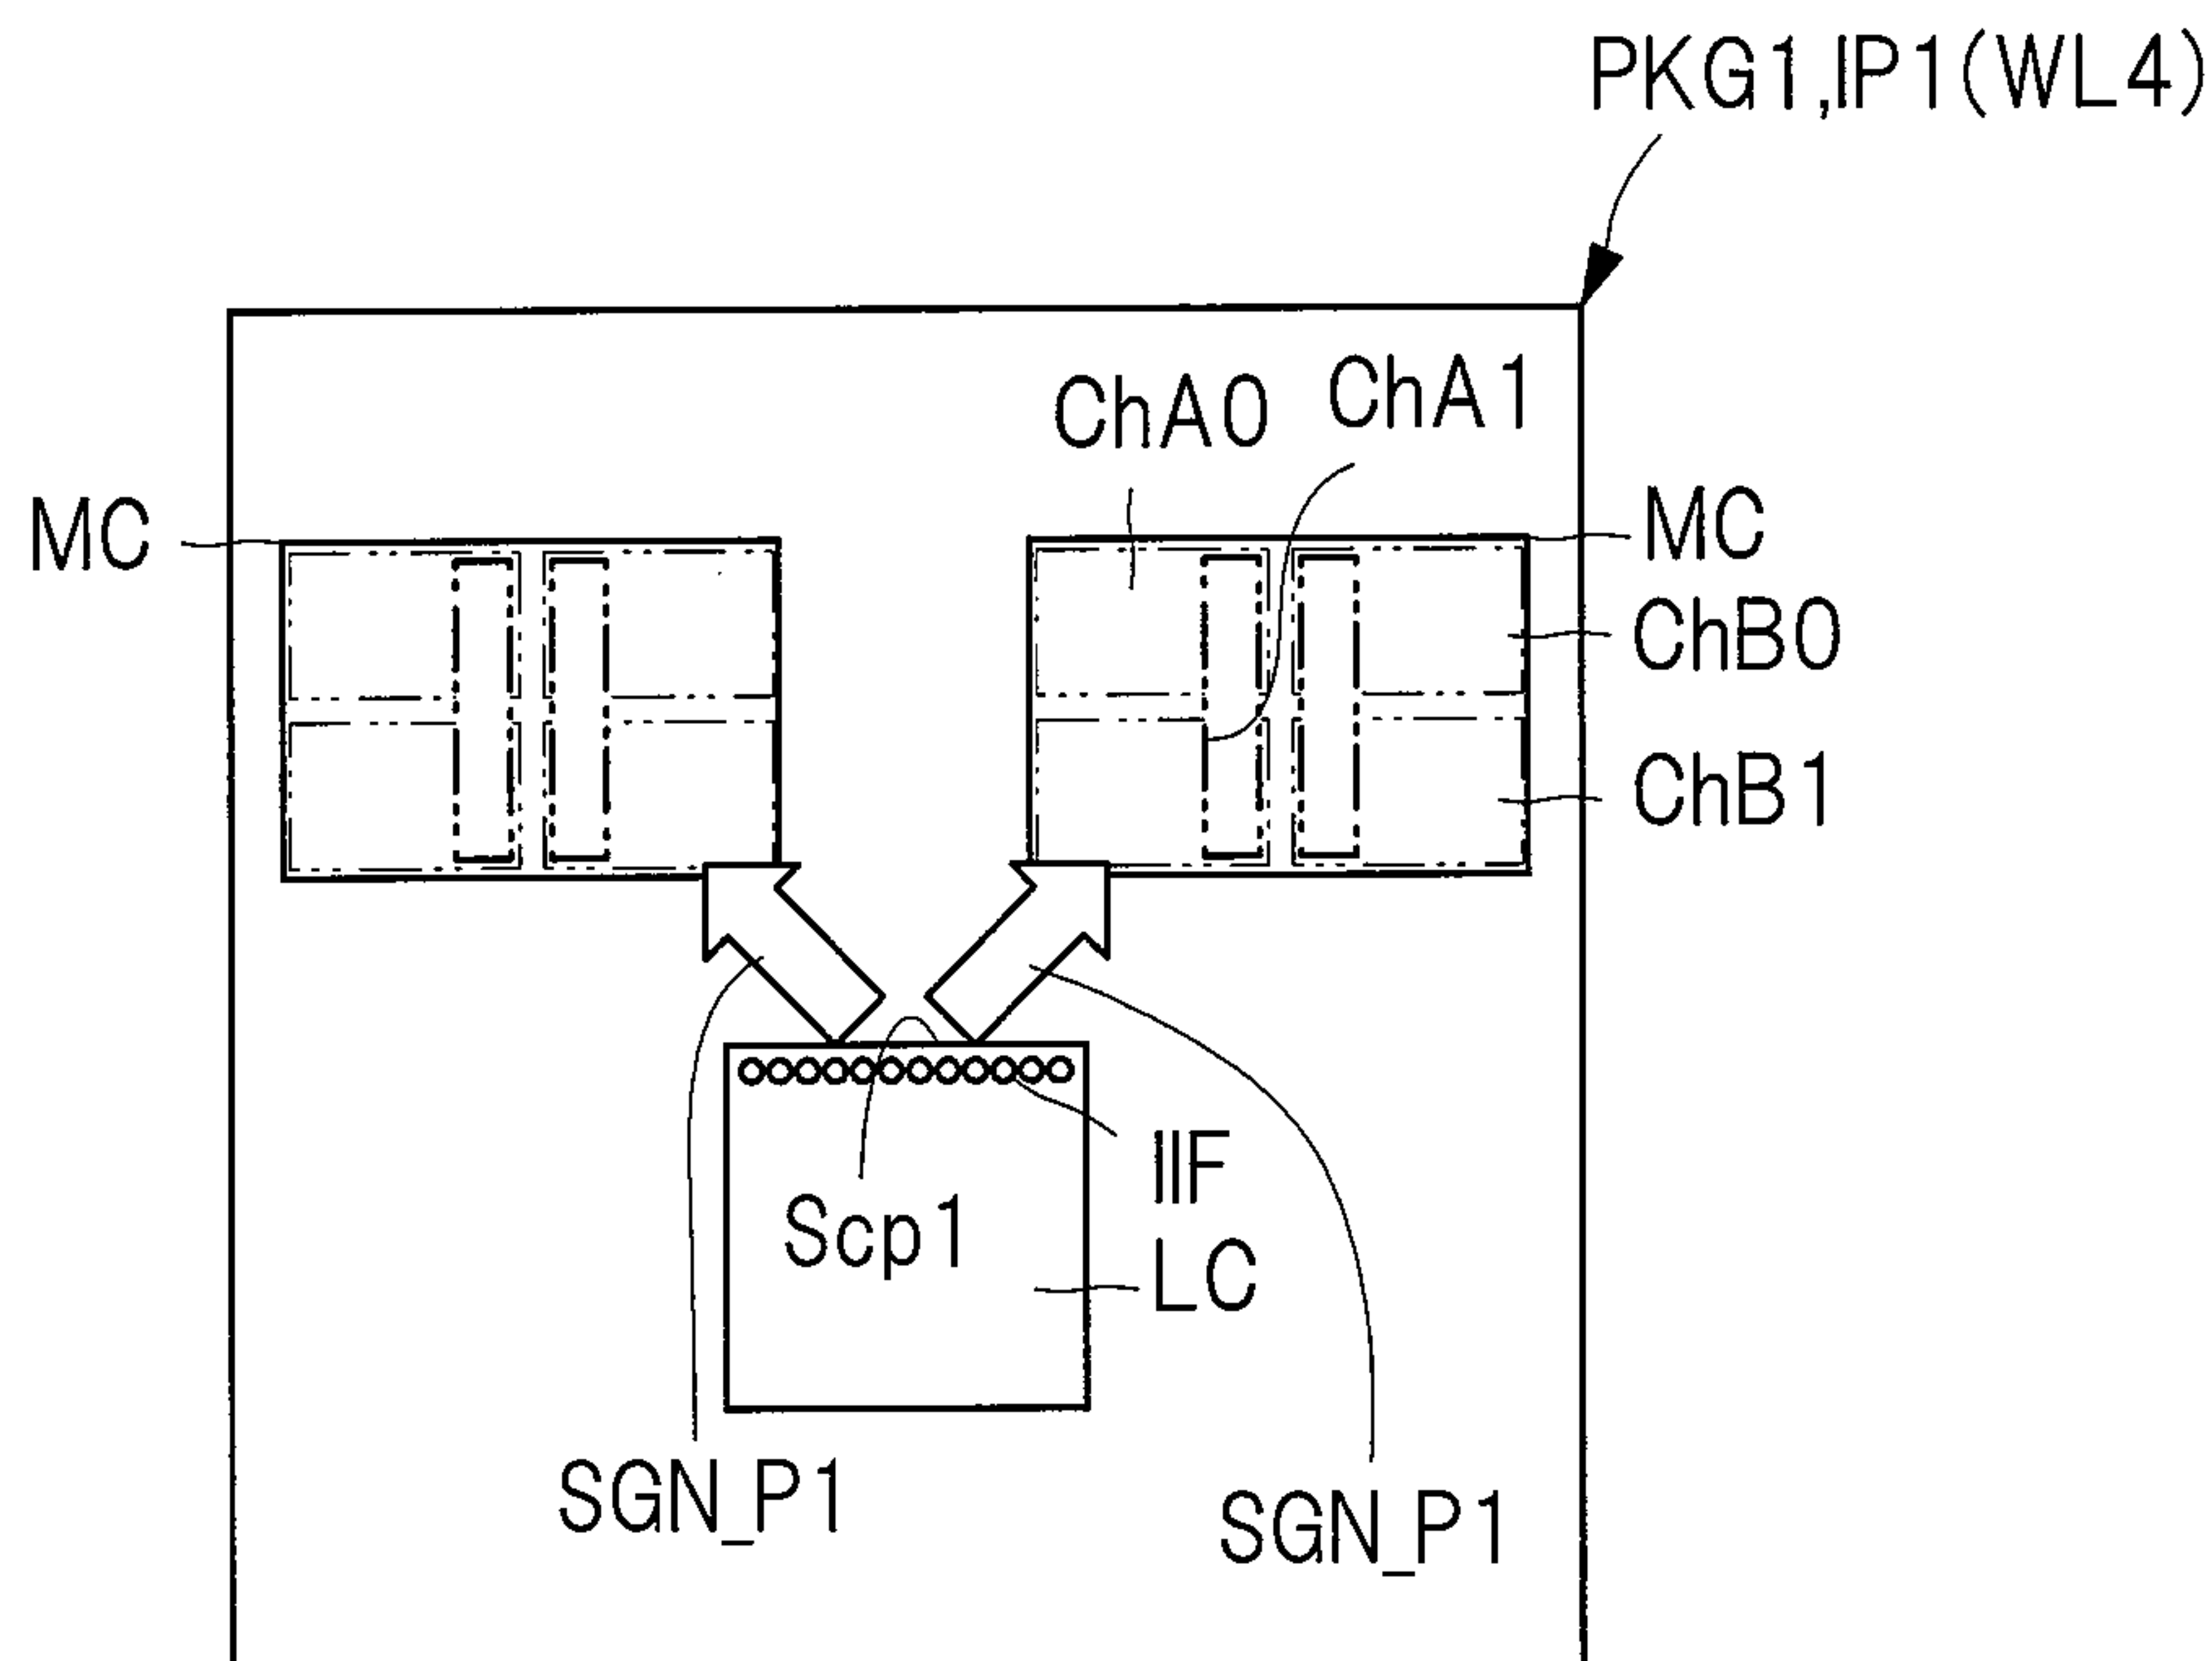 PKG1,IP1(WL4)
ChA0
ChA1
MC
MC
ChB0
ChB1
IIF
Scp1
LC
SGN_P1
SGN_P1